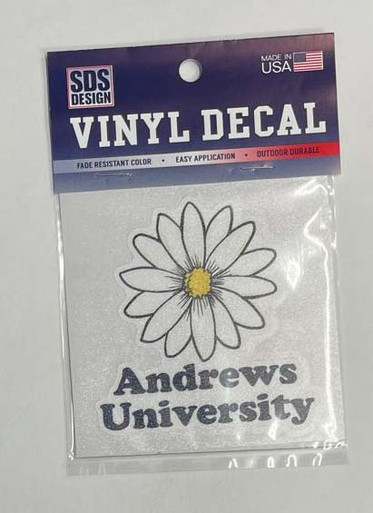 SDS
DESIGN
MADE IN
USA
VINYL DECAL
FADE RESISTANT COLOR • EASY APPLICATION • OUTDOOR DURABLE
Andrews
University